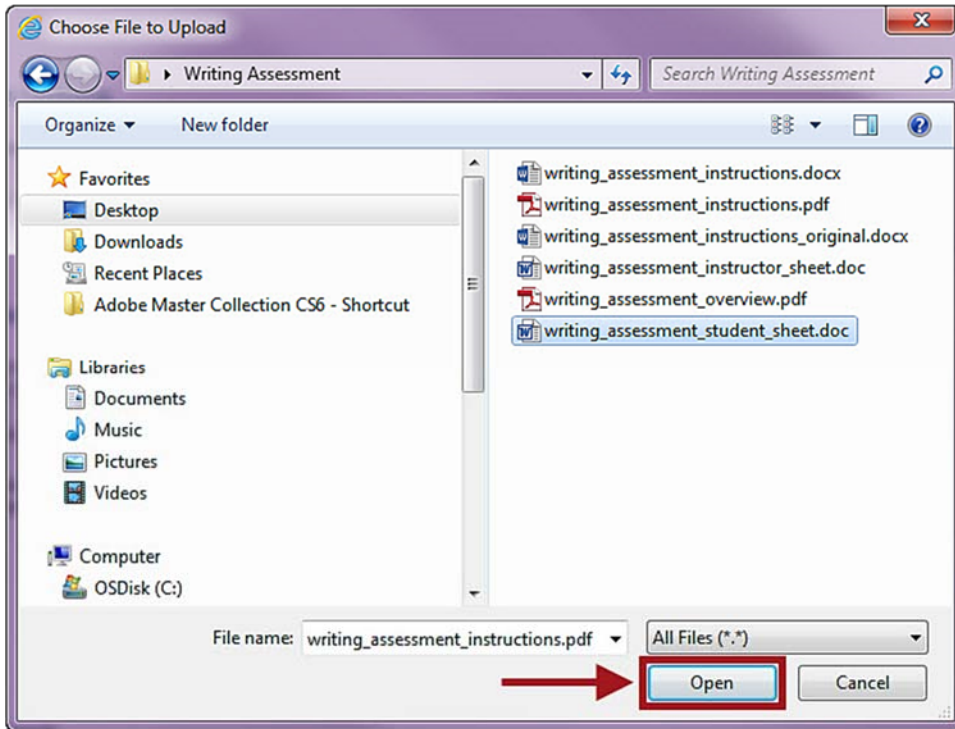 Choose File to Upload
Writing Assessment
Search Writing Assessment
Organize
New folder
Favorites
Desktop
Downloads
Recent Places
Adobe Master Collection CS6 - Shortcut
Libraries
Documents
Music
Pictures
Videos
Computer
OSDisk (C:)
writing_assessment_instructions.docx
writing_assessment_instructions.pdf
writing_assessment_instructions_original.docx
writing_assessment_instructor_sheet.doc
writing_assessment_overview.pdf
writing_assessment_student_sheet.doc
File name: writing_assessment_instructions.pdf
All Files (*.*)
Open
Cancel